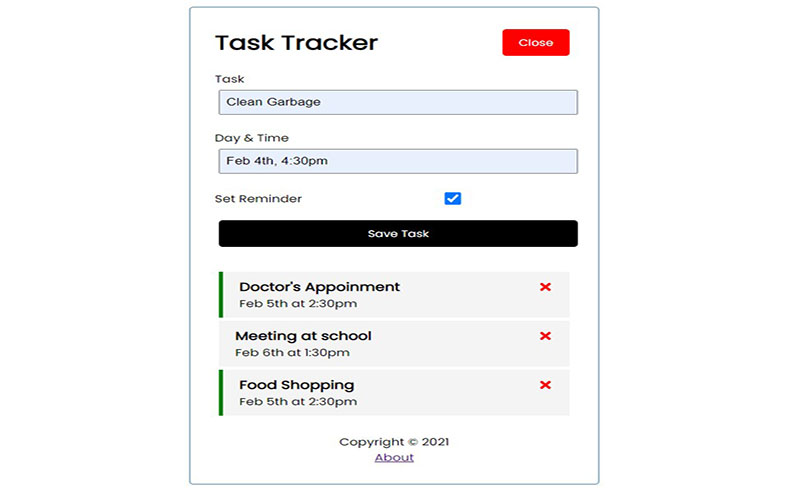 Task Tracker
Close
Task
Clean Garbage
Day & Time
Feb 4th, 4:30pm
Set Reminder
Save Task
Doctor's Appoinment
Feb 5th at 2:30pm
Meeting at school
Feb 6th at 1:30pm
Food Shopping
Feb 5th at 2:30pm
Copyright © 2021
About